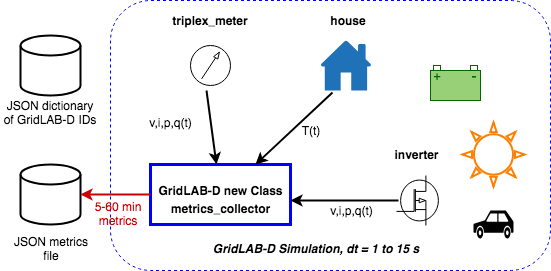 triplex_meter
house
JSON dictionary
of GridLAB-D IDs
+ -
v,i,p,q(t)
T(t)
inverter
GridLAB-D new Class
metrics_collector
5-60 min
metrics
v,i,p,q(t)
JSON metrics
file
GridLAB-D Simulation, dt = 1 to 15 s